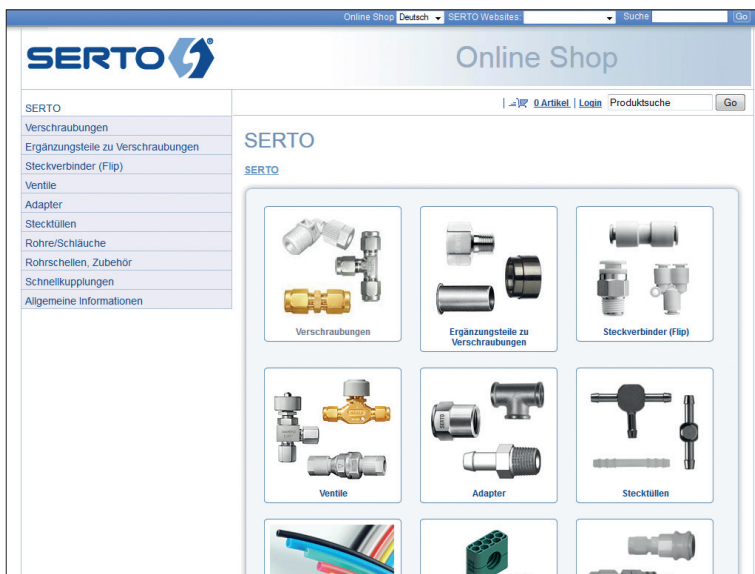 Online Shop Deutsch SERTO Websites: Suche Go
SERTO
Online Shop
0 Artikel | Login Produktsuche Go
SERTO
Verschraubungen
Ergänzungsteile zu Verschraubungen
Steckverbinder (Flip)
Ventile
Adapter
Stecktüllen
Rohre/Schläuche
Rohrschellen, Zubehör
Schnellkupplungen
Allgemeine Informationen
SERTO
SERTO
Verschraubungen
Ergänzungsteile zu
Verschraubungen
Steckverbinder (Flip)
Ventile
Adapter
Stecktüllen